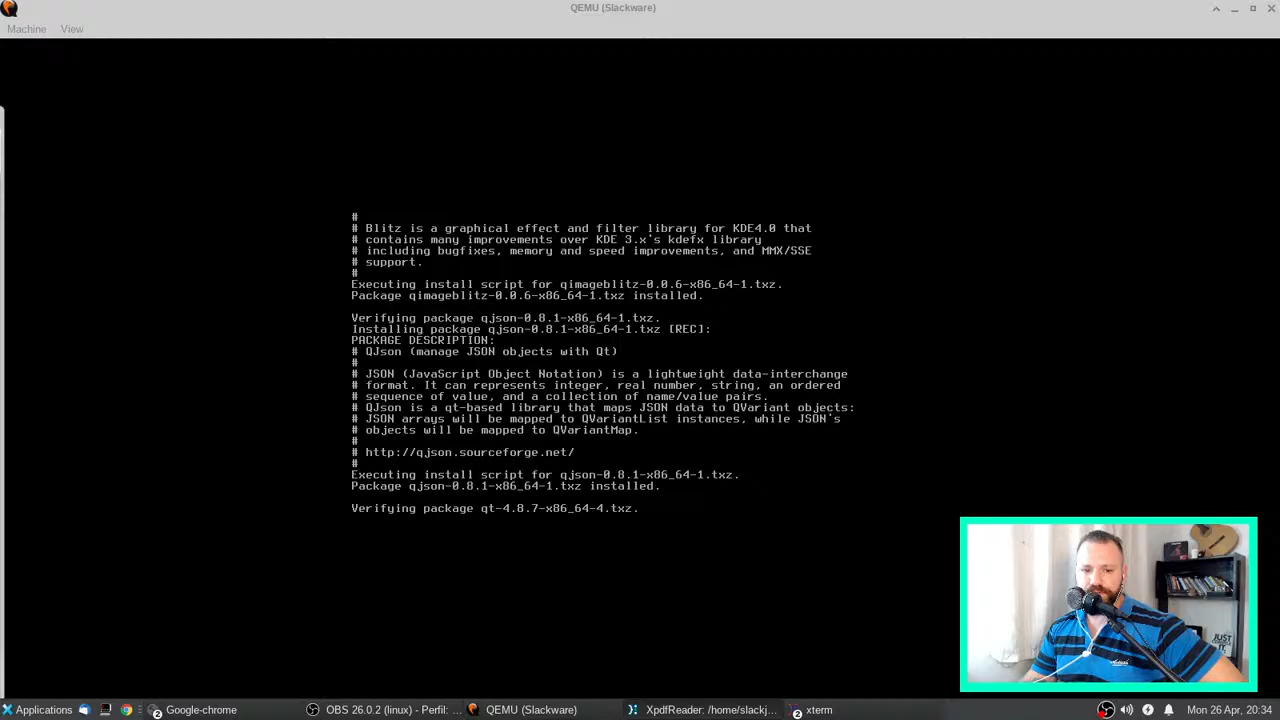 QEMU (Slackware)
Machine View
#
# Blitz is a graphical effect and filter library for KDE4.0 that
# contains many improvements over KDE 3.x's kdefx library
# including bugfixes, memory and speed improvements, and MMX/SSE
# support.
#
Executing install script for qimageblitz-0.0.6-x86_64-1.txz.
Package qimageblitz-0.0.6-x86_64-1.txz installed.
Verifying package qjson-0.8.1-x86_64-1.txz.
Installing package qjson-0.8.1-x86_64-1.txz [REC]:
PACKAGE DESCRIPTION:
# QJson (manage JSON objects with Qt)
#
# JSON (JavaScript Object Notation) is a lightweight data-interchange
# format. It can represents integer, real number, string, an ordered
# sequence of value, and a collection of name/value pairs.
# QJson is a qt-based library that maps JSON data to QVariant objects:
# JSON arrays will be mapped to QVariantList instances, while JSON's
# objects will be mapped to QVariantMap.
#
# http://qjson.sourceforge.net/
#
Executing install script for qjson-0.8.1-x86_64-1.txz.
Package qjson-0.8.1-x86_64-1.txz installed.
Verifying package qt-4.8.7-x86_64-4.txz.
JUST
Applications 2 Google-chrome OBS 26.0.2 (linux) - Perfil: ... QEMU (Slackware) XpdfReader: /home/slackj... 2 xterm Mon 26 Apr, 20:34